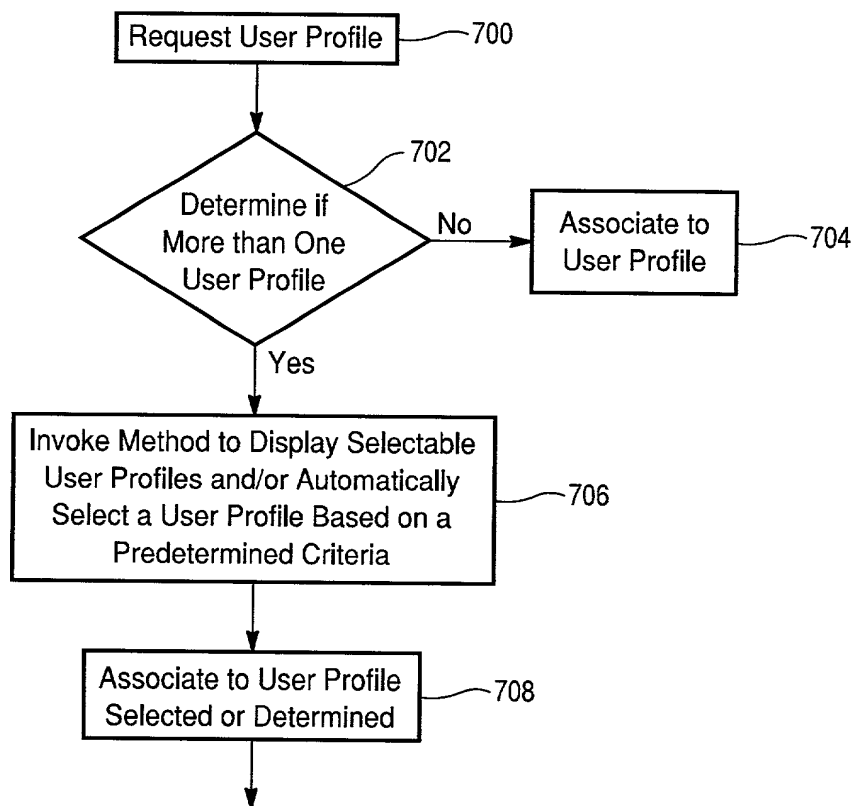 Request User Profile
700
702
Determine if
More than One
User Profile
No
Associate to
User Profile
704
Yes
Invoke Method to Display Selectable
User Profiles and/or Automatically
Select a User Profile Based on a
Predetermined Criteria
706
Associate to User Profile
Selected or Determined
708